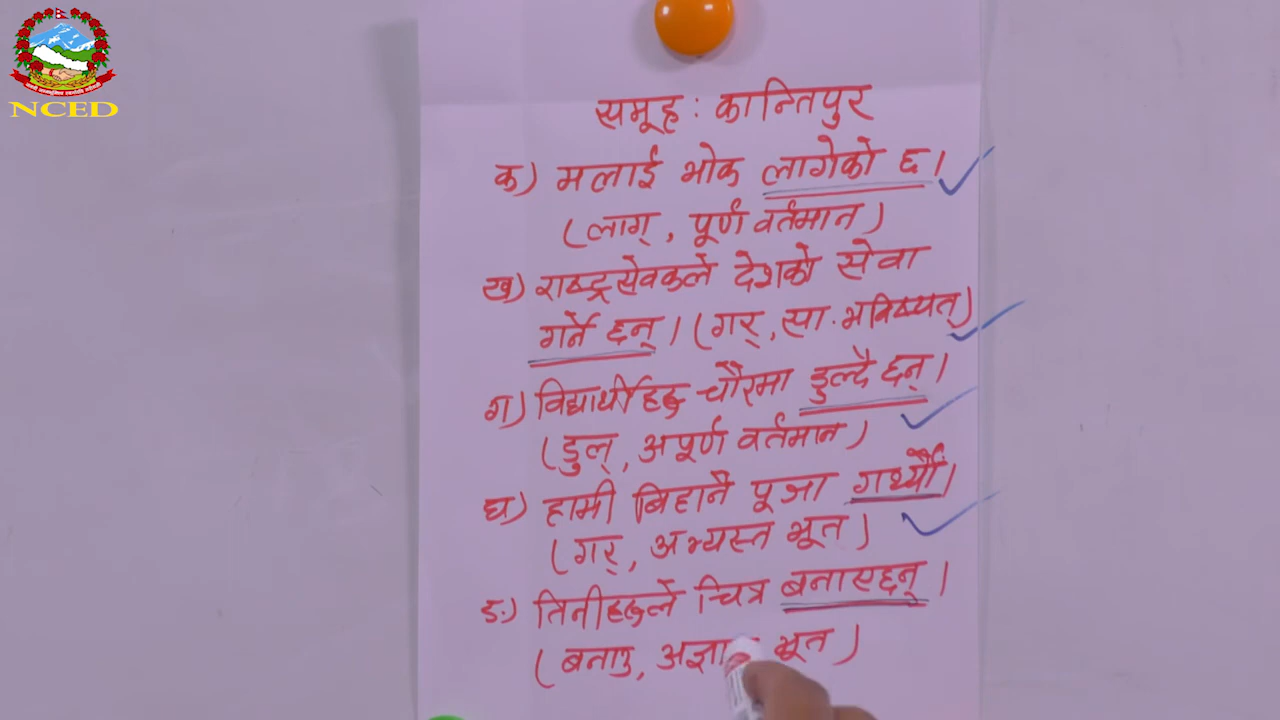 NCED
समूह : कान्तिपुर
क) मलाई भोक लागेको छ।
(लाग्, पूर्ण वर्तमान)
ख) राष्ट्रसेवकले देशको सेवा
गर्ने छन्। (गर्, सा. भविष्यत्)
ग) विद्यार्थीहरू चौरमा डुल्दै छन्।
(डुल्, अपूर्ण वर्तमान)
घ) हामी बिहानै पूजा गर्थ्यौं।
(गर्, अभ्यस्त भूत)
ङ) तिनीहरूले चित्र बनाएछन्।
(बनाउ, भूत)